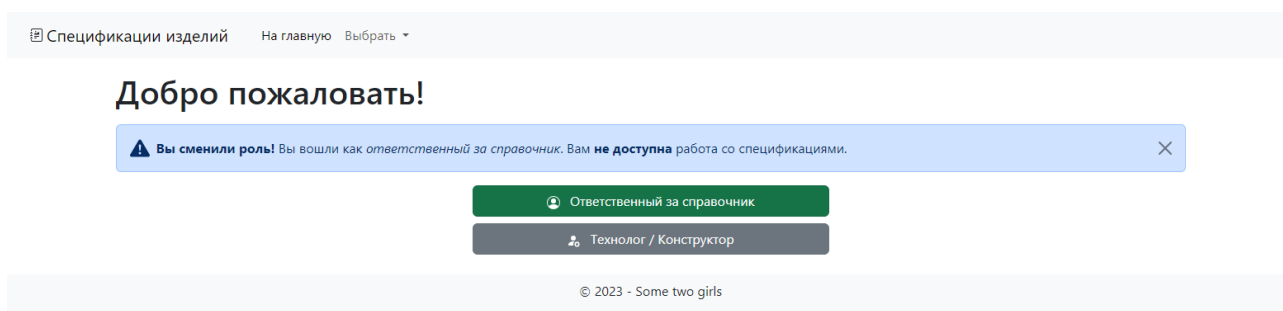 Спецификации изделий На главную Выбрать
Добро пожаловать!
Вы сменили роль! Вы вошли как ответственный за справочник. Вам не доступна работа со спецификациями.
Ответственный за справочник
Технолог / Конструктор
© 2023 - Some two girls